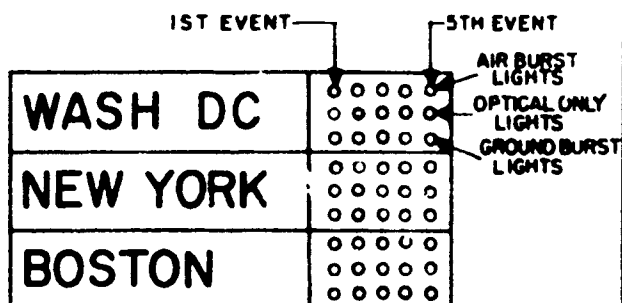 1ST EVENT
5TH EVENT
AIR BURST
LIGHTS
OPTICAL ONLY
LIGHTS
GROUND BURST
LIGHTS
WASH DC
NEW YORK
BOSTON